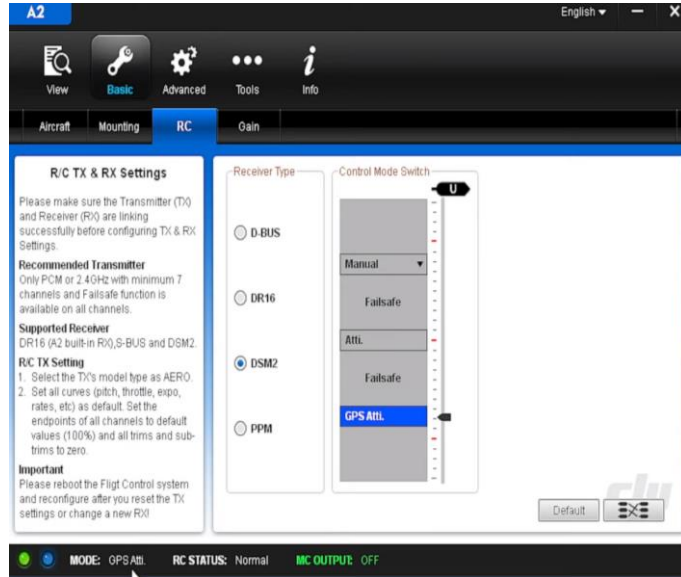 A2
English
View
Basic
Advanced
Tools
Info
Aircraft
Mounting
RC
Gain
R/C TX & RX Settings
Please make sure the Transmitter (TX)
and Receiver (RX) are linking
successfully before configuring TX & RX
Settings.
Recommended Transmitter
Only PCM or 2.4GHz with minimum 7
channels and Failsafe function is
available on all channels.
Supported Receiver
DR16 (A2 built-in RX),S-BUS and DSM2.
R/C TX Setting
1. Select the TX's model type as AERO.
2. Set all curves (pitch, throttle, expo,
rates, etc) as default. Set the
endpoints of all channels to default
values (100%) and all trims and sub-
trims to zero.
Important
Please reboot the Fligt Control system
and reconfigure after you reset the TX
settings or change a new RX!
Receiver Type
D-BUS
DR16
DSM2
PPM
Control Mode Switch
U
Manual
Failsafe
Atti.
Failsafe
GPS Atti.
dji
Default
MODE: GPS Atti.
RC STATUS: Normal
MC OUTPUT: OFF